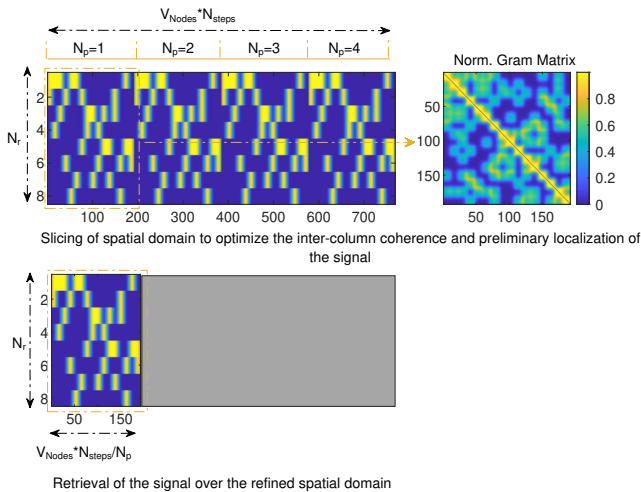 V_Nodes*N_steps
N_p=1 N_p=2 N_p=3 N_p=4
Norm. Gram Matrix
N_r
2
4
6
8
100 200 300 400 500 600 700
50
100
150
50 100 150
0.8
0.6
0.4
0.2
0
Slicing of spatial domain to optimize the inter-column coherence and preliminary localization of
the signal
N_r
2
4
6
8
50 150
V_Nodes*N_steps/N_p
Retrieval of the signal over the refined spatial domain